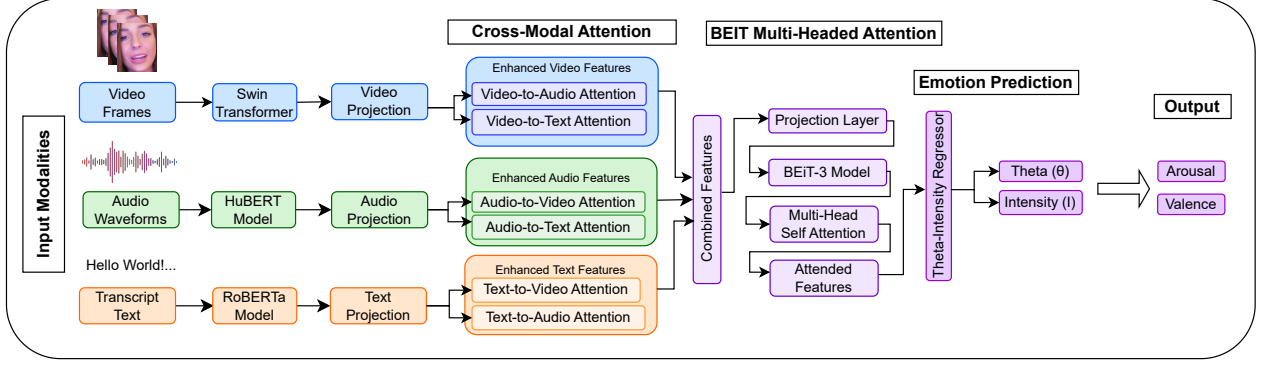 Cross-Modal Attention
BEIT Multi-Headed Attention
Emotion Prediction
Output
Input Modalities
Video
Frames
Swin
Transformer
Video
Projection
Enhanced Video Features
Video-to-Audio Attention
Video-to-Text Attention
Audio
Waveforms
HuBERT
Model
Audio
Projection
Enhanced Audio Features
Audio-to-Video Attention
Audio-to-Text Attention
Hello World!...
Transcript
Text
RoBERTa
Model
Text
Projection
Enhanced Text Features
Text-to-Video Attention
Text-to-Audio Attention
Combined Features
Projection Layer
BEiT-3 Model
Multi-Head
Self Attention
Attended
Features
Theta-Intensity Regressor
Theta (θ)
Intensity (I)
Arousal
Valence